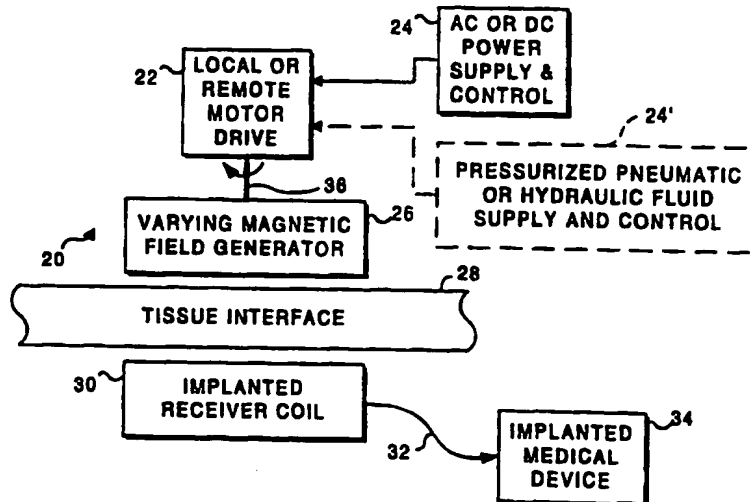 24
AC OR DC
POWER
SUPPLY &
CONTROL
22
LOCAL OR
REMOTE
MOTOR
DRIVE
24'
PRESSURIZED PNEUMATIC
OR HYDRAULIC FLUID
SUPPLY AND CONTROL
36
26
VARYING MAGNETIC
FIELD GENERATOR
20
28
TISSUE INTERFACE
30
IMPLANTED
RECEIVER COIL
32
34
IMPLANTED
MEDICAL
DEVICE